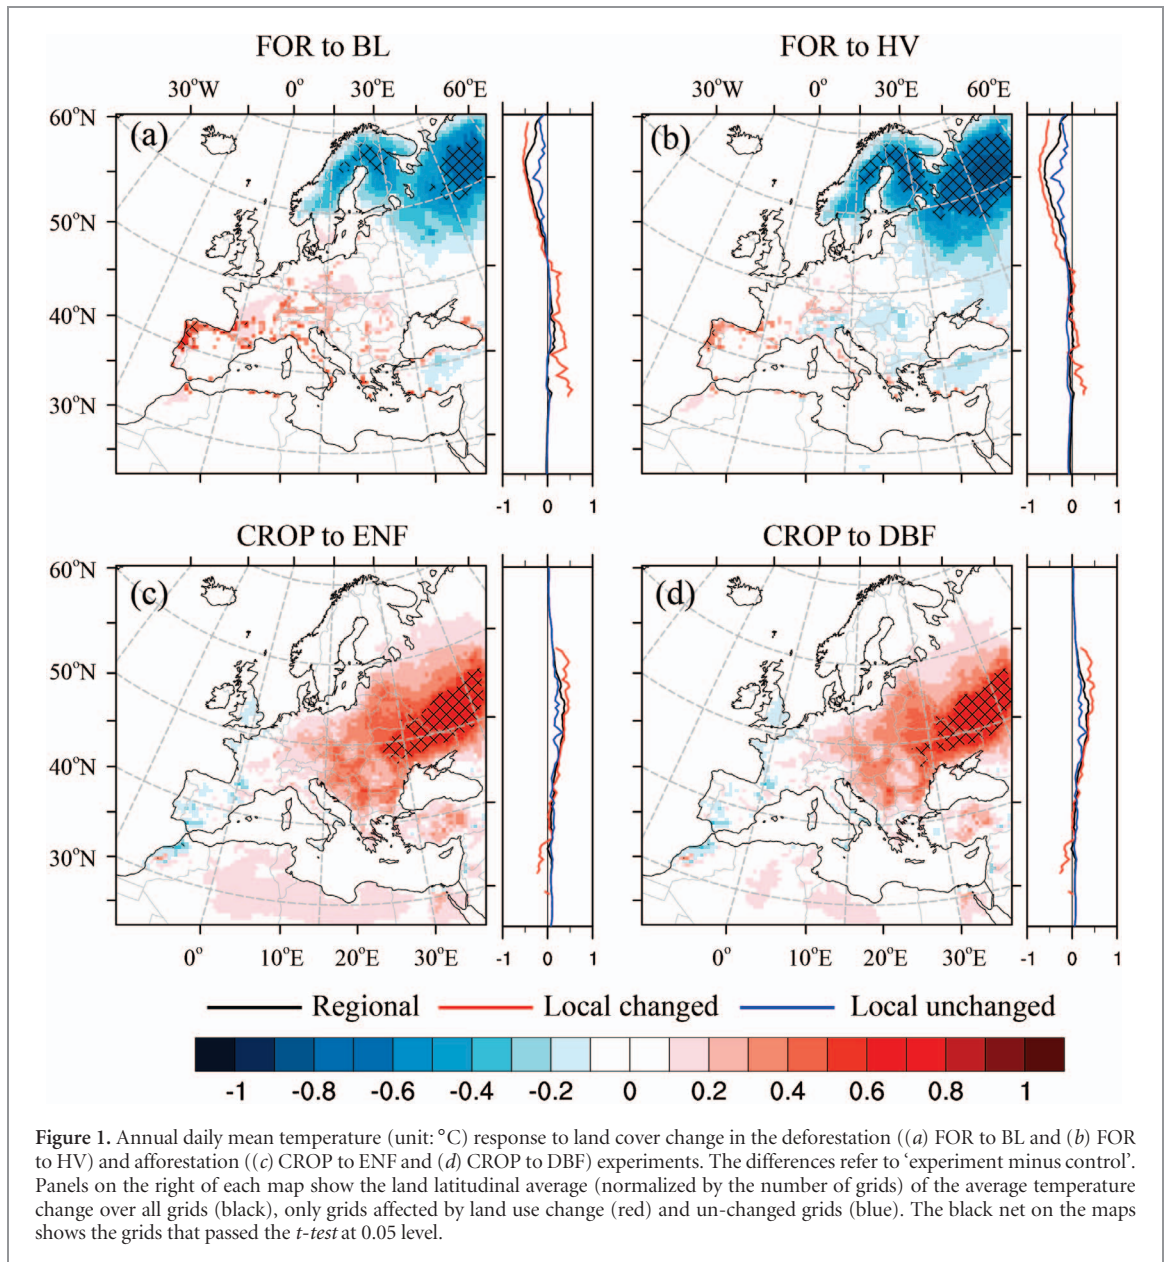 FOR to BL
FOR to HV
30°W 0° 30°E 60°E
30°W 0° 30°E 60°E
60°N
50°N
40°N
30°N
(a)
(b)
-1 0 1
-1 0 1
CROP to ENF
CROP to DBF
60°N
50°N
40°N
30°N
(c)
(d)
-1 0 1
-1 0 1
0° 10°E 20°E 30°E
0° 10°E 20°E 30°E
Regional Local changed Local unchanged
-1 -0.8 -0.6 -0.4 -0.2 0 0.2 0.4 0.6 0.8 1
Figure 1. Annual daily mean temperature (unit: °C) response to land cover change in the deforestation ((a) FOR to BL and (b) FOR
to HV) and afforestation ((c) CROP to ENF and (d) CROP to DBF) experiments. The differences refer to ‘experiment minus control’.
Panels on the right of each map show the land latitudinal average (normalized by the number of grids) of the average temperature
change over all grids (black), only grids affected by land use change (red) and un-changed grids (blue). The black net on the maps
shows the grids that passed the t-test at 0.05 level.